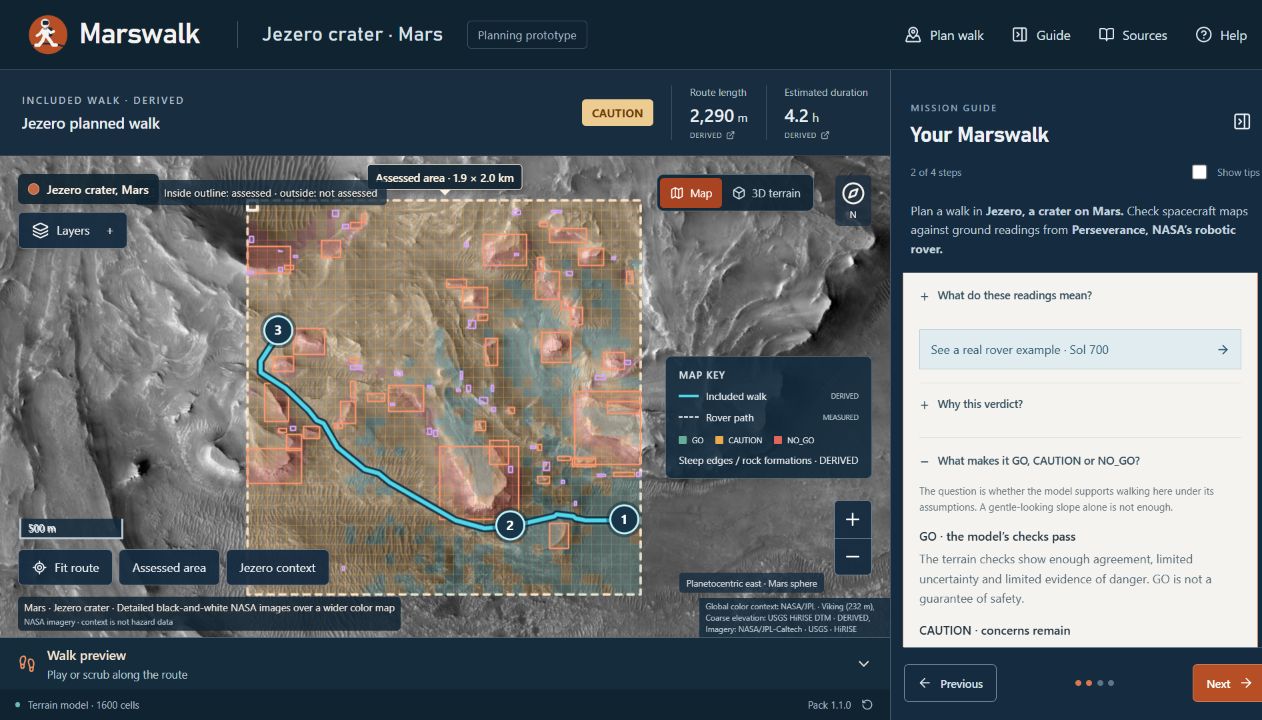 Marswalk
Jezero crater · Mars
Planning prototype
Plan walk
Guide
Sources
Help
INCLUDED WALK · DERIVED
Jezero planned walk
CAUTION
Route length
2,290 m
DERIVED
Estimated duration
4.2 h
DERIVED
Jezero crater, Mars
Inside outline: assessed · outside: not assessed
Assessed area · 1.9 × 2.0 km
Map
3D terrain
N
Layers +
3
2
1
MAP KEY
Included walk DERIVED
Rover path MEASURED
GO CAUTION NO_GO
Steep edges / rock formations · DERIVED
500 m
+
−
Fit route
Assessed area
Jezero context
Planetocentric east · Mars sphere
Mars · Jezero crater · Detailed black-and-white NASA images over a wider color map
NASA imagery · context is not hazard data
Global color context: NASA/JPL · Viking (232 m),
Coarse elevation: USGS HiRISE DTM · DERIVED,
Imagery: NASA/JPL-Caltech · USGS · HiRISE
Walk preview
Play or scrub along the route
Terrain model · 1600 cells
Pack 1.1.0
MISSION GUIDE
Your Marswalk
2 of 4 steps
Show tips
Plan a walk in Jezero, a crater on Mars. Check spacecraft maps
against ground readings from Perseverance, NASA's robotic
rover.
+ What do these readings mean?
See a real rover example · Sol 700
+ Why this verdict?
− What makes it GO, CAUTION or NO_GO?
The question is whether the model supports walking here under its
assumptions. A gentle-looking slope alone is not enough.
GO · the model's checks pass
The terrain checks show enough agreement, limited
uncertainty and limited evidence of danger. GO is not a
guarantee of safety.
CAUTION · concerns remain
Previous
Next